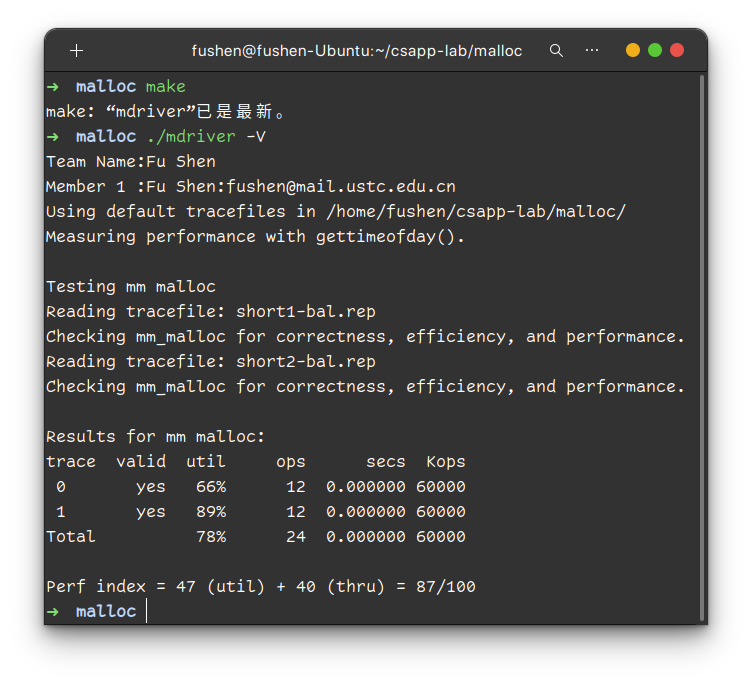 fushen@fushen-Ubuntu:~/csapp-lab/malloc
➜  malloc make
make: “mdriver”已是最新。
➜  malloc ./mdriver -V
Team Name:Fu Shen
Member 1 :Fu Shen:fushen@mail.ustc.edu.cn
Using default tracefiles in /home/fushen/csapp-lab/malloc/
Measuring performance with gettimeofday().

Testing mm malloc
Reading tracefile: short1-bal.rep
Checking mm_malloc for correctness, efficiency, and performance.
Reading tracefile: short2-bal.rep
Checking mm_malloc for correctness, efficiency, and performance.

Results for mm malloc:
trace  valid  util     ops      secs  Kops
 0       yes   66%      12  0.000000 60000
 1       yes   89%      12  0.000000 60000
Total          78%      24  0.000000 60000

Perf index = 47 (util) + 40 (thru) = 87/100
➜  malloc